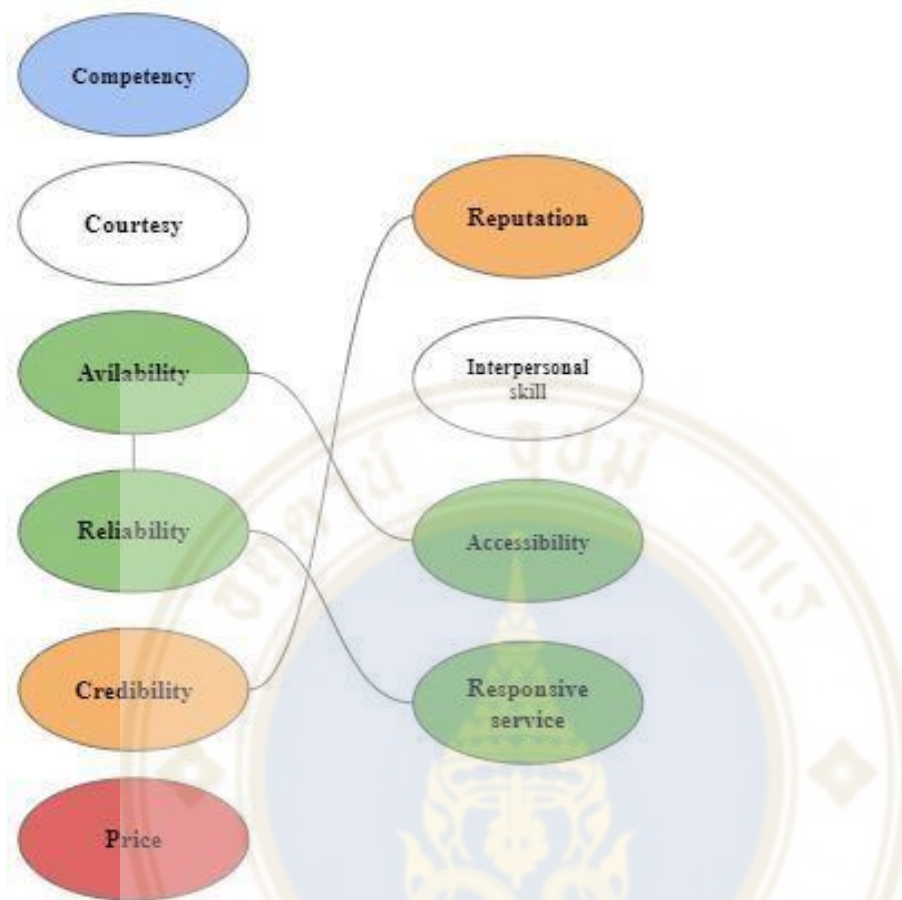 Competency
Courtesy
Avilability
Reliability
Credibility
Price
Reputation
Interpersonal
skill
Accessibility
Responsive
service